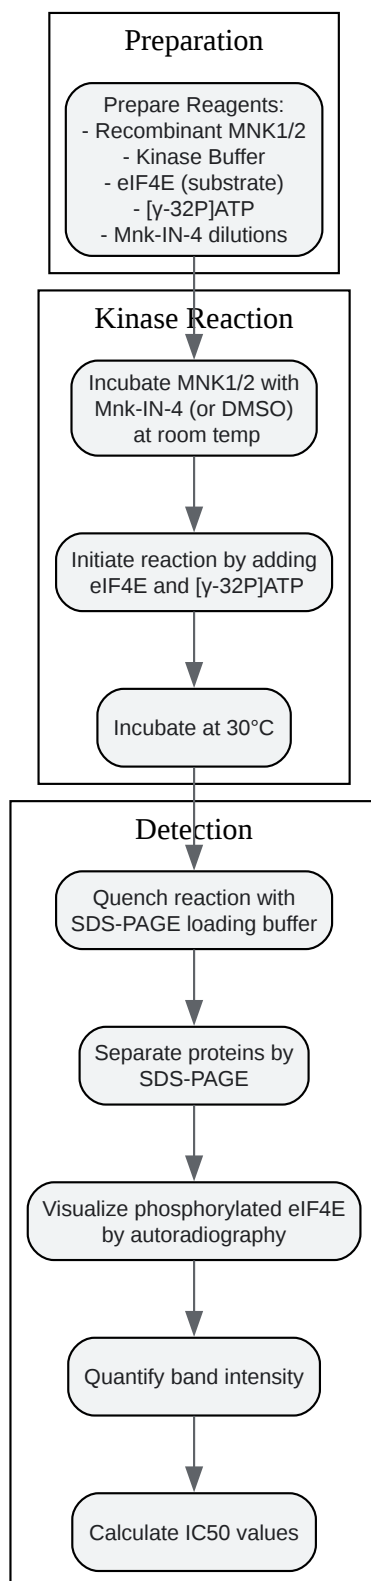 Preparation
Prepare Reagents:
- Recombinant MNK1/2
- Kinase Buffer
- eIF4E (substrate)
- [γ-32P]ATP
- Mnk-IN-4 dilutions
Kinase Reaction
Incubate MNK1/2 with
Mnk-IN-4 (or DMSO)
at room temp
Initiate reaction by adding
eIF4E and [γ-32P]ATP
Incubate at 30°C
Detection
Quench reaction with
SDS-PAGE loading buffer
Separate proteins by
SDS-PAGE
Visualize phosphorylated eIF4E
by autoradiography
Quantify band intensity
Calculate IC50 values